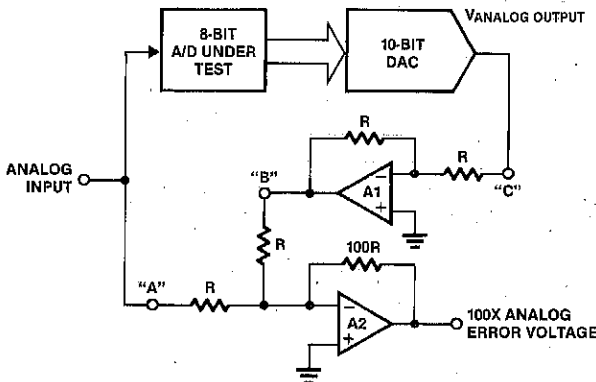 8-BIT
A/D UNDER
TEST
10-BIT
DAC
VANALOG OUTPUT
R
R
ANALOG
INPUT
"B"
A1
−
+
"C"
R
100R
"A"
R
A2
−
+
100X ANALOG
ERROR VOLTAGE